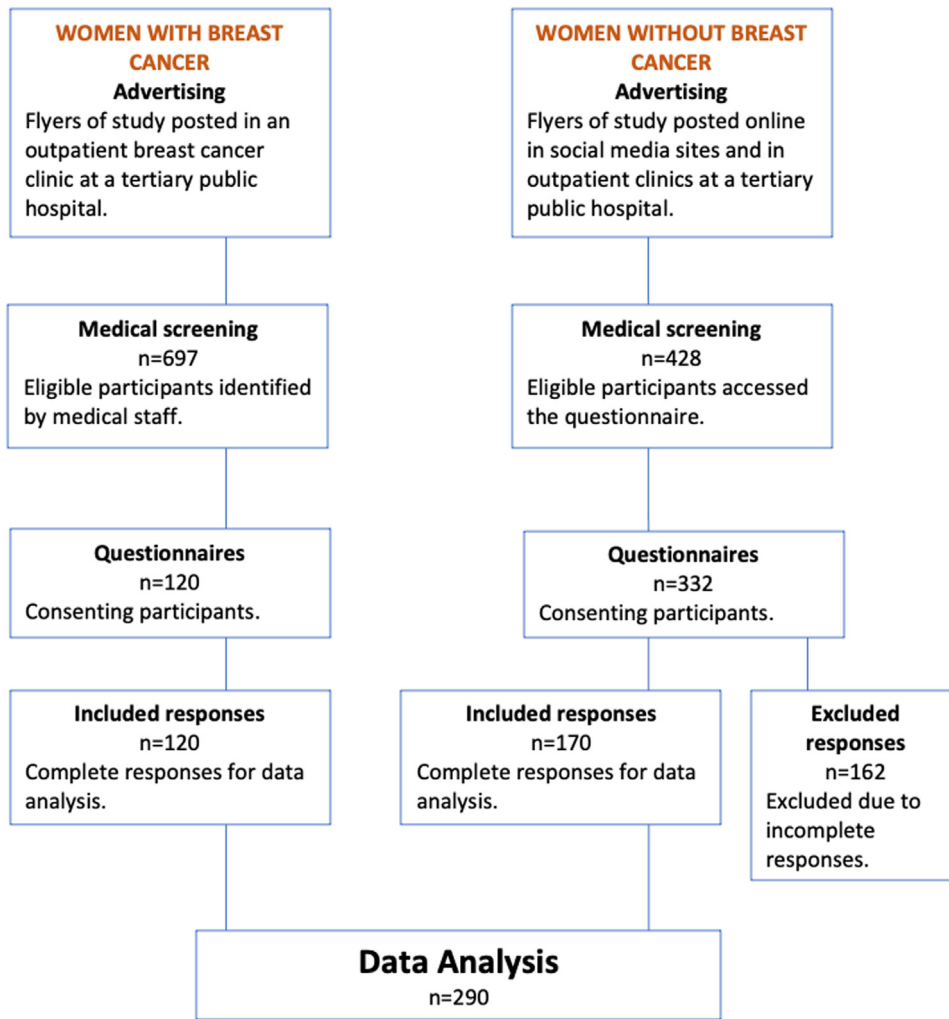 WOMEN WITH BREAST
CANCER
Advertising
Flyers of study posted in an
outpatient breast cancer
clinic at a tertiary public
hospital.
WOMEN WITHOUT BREAST
CANCER
Advertising
Flyers of study posted online
in social media sites and in
outpatient clinics at a tertiary
public hospital.
Medical screening
n=697
Eligible participants identified
by medical staff.
Medical screening
n=428
Eligible participants accessed
the questionnaire.
Questionnaires
n=120
Consenting participants.
Questionnaires
n=332
Consenting participants.
Included responses
n=120
Complete responses for data
analysis.
Included responses
n=170
Complete responses for data
analysis.
Excluded
responses
n=162
Excluded due to
incomplete
responses.
Data Analysis
n=290